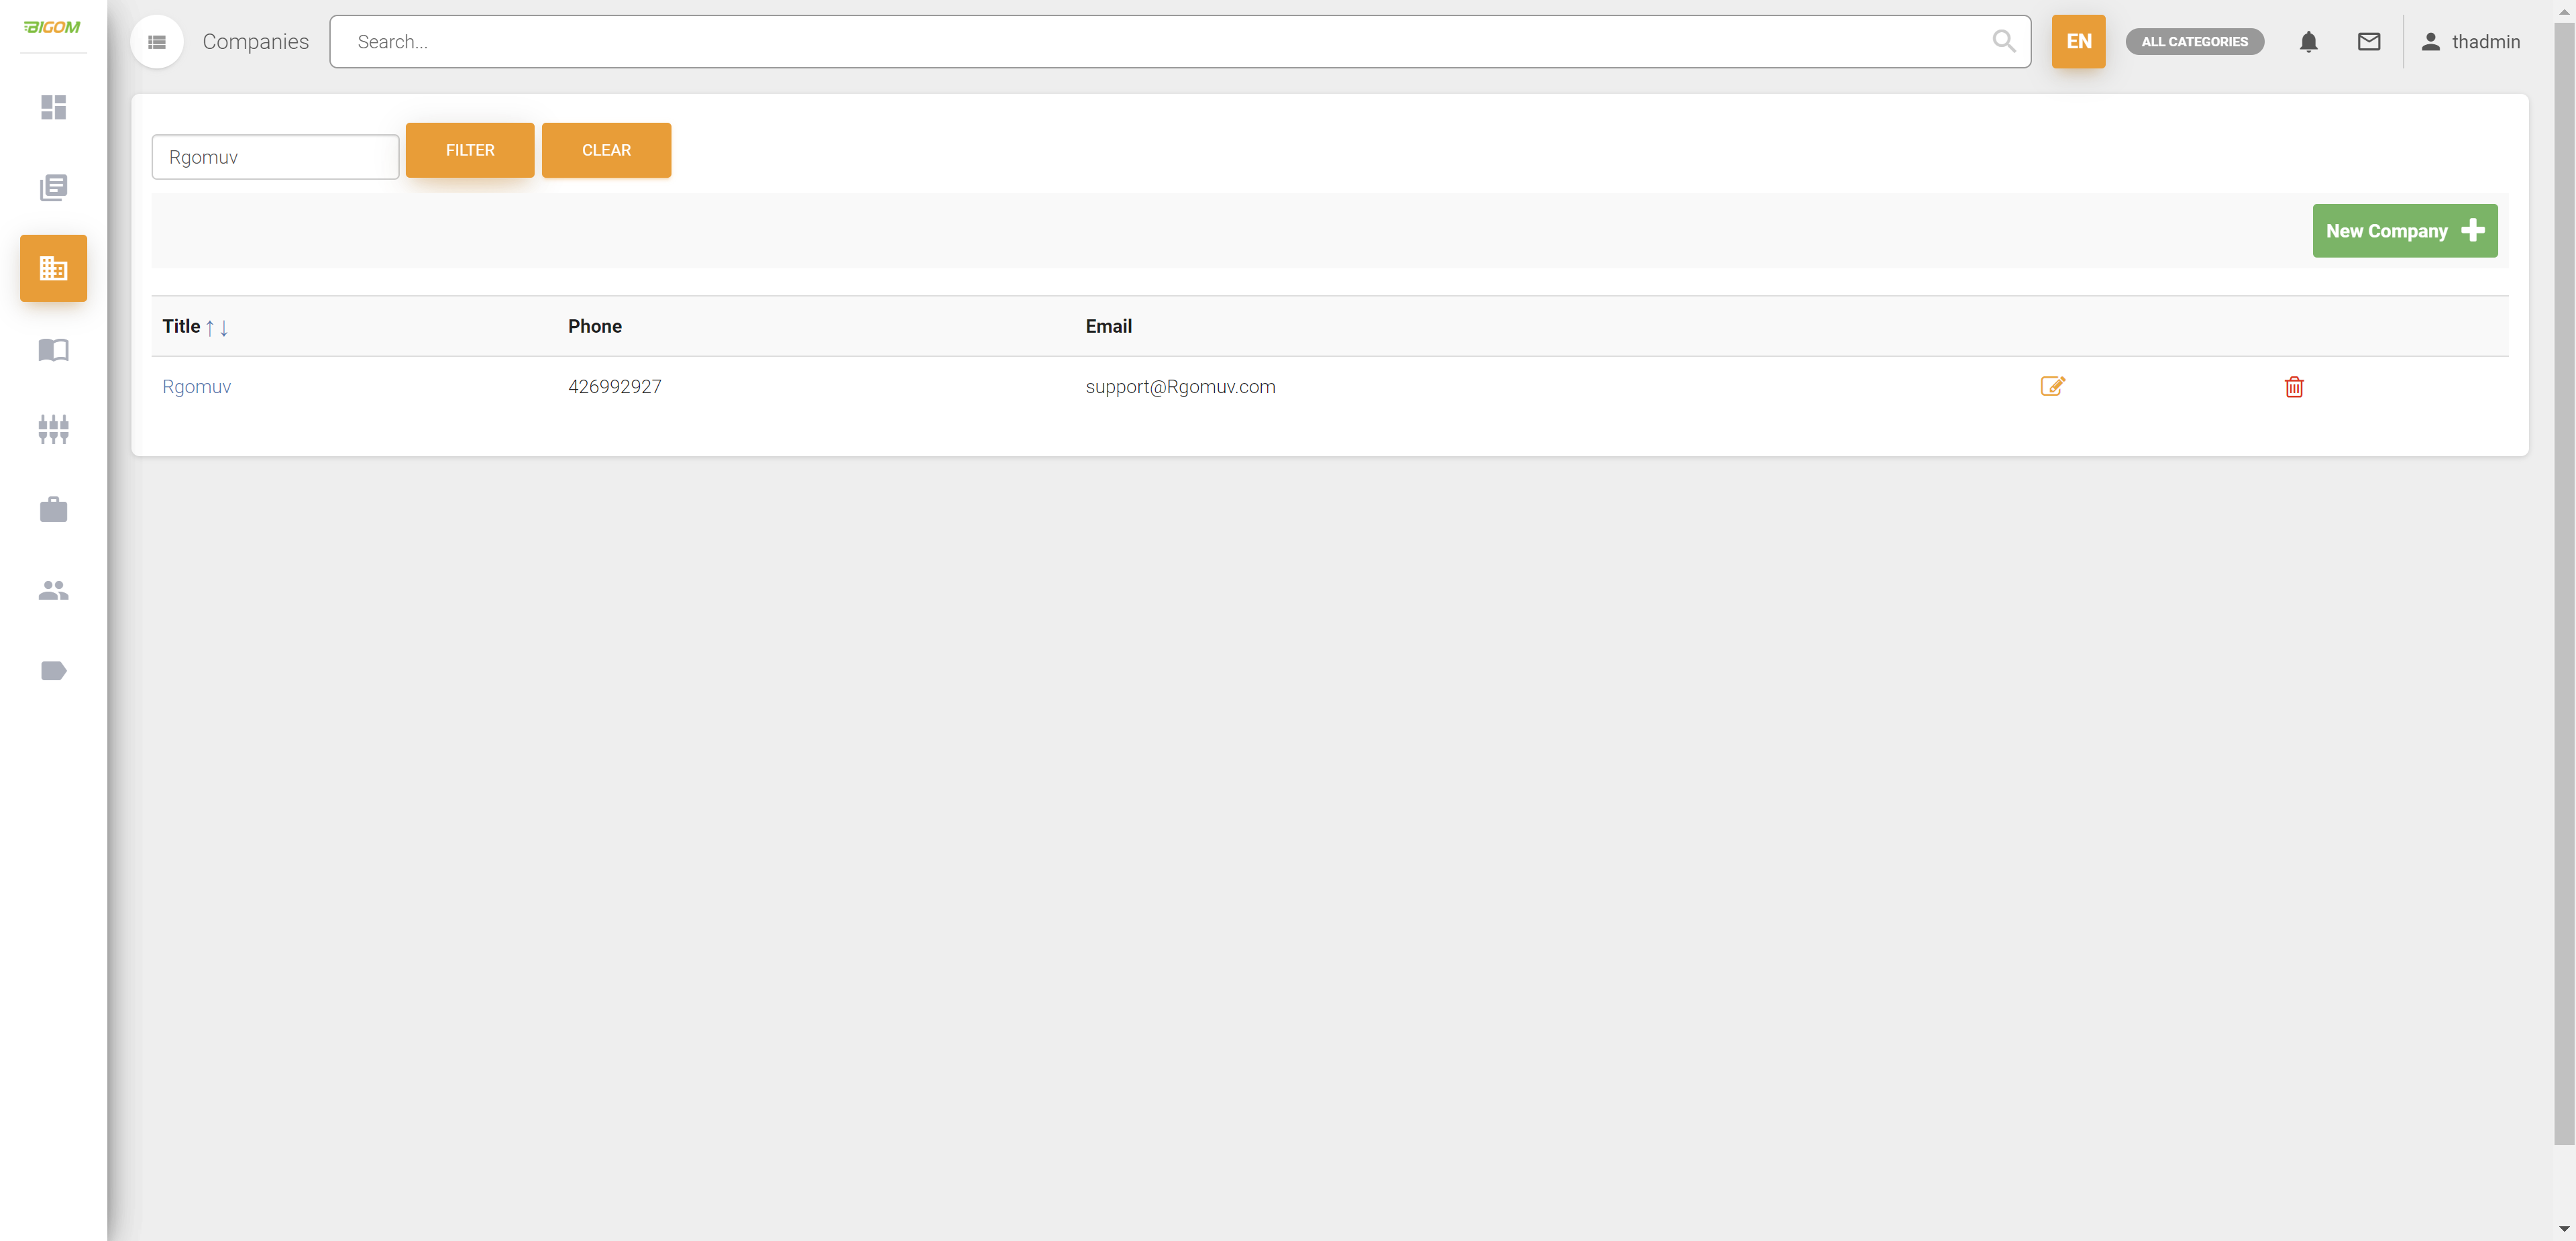 BIGOM
Companies
Search...
EN
ALL CATEGORIES
thadmin
Rgomuv
FILTER
CLEAR
New Company
Title ↑↓
Phone
Email
Rgomuv
426992927
support@Rgomuv.com